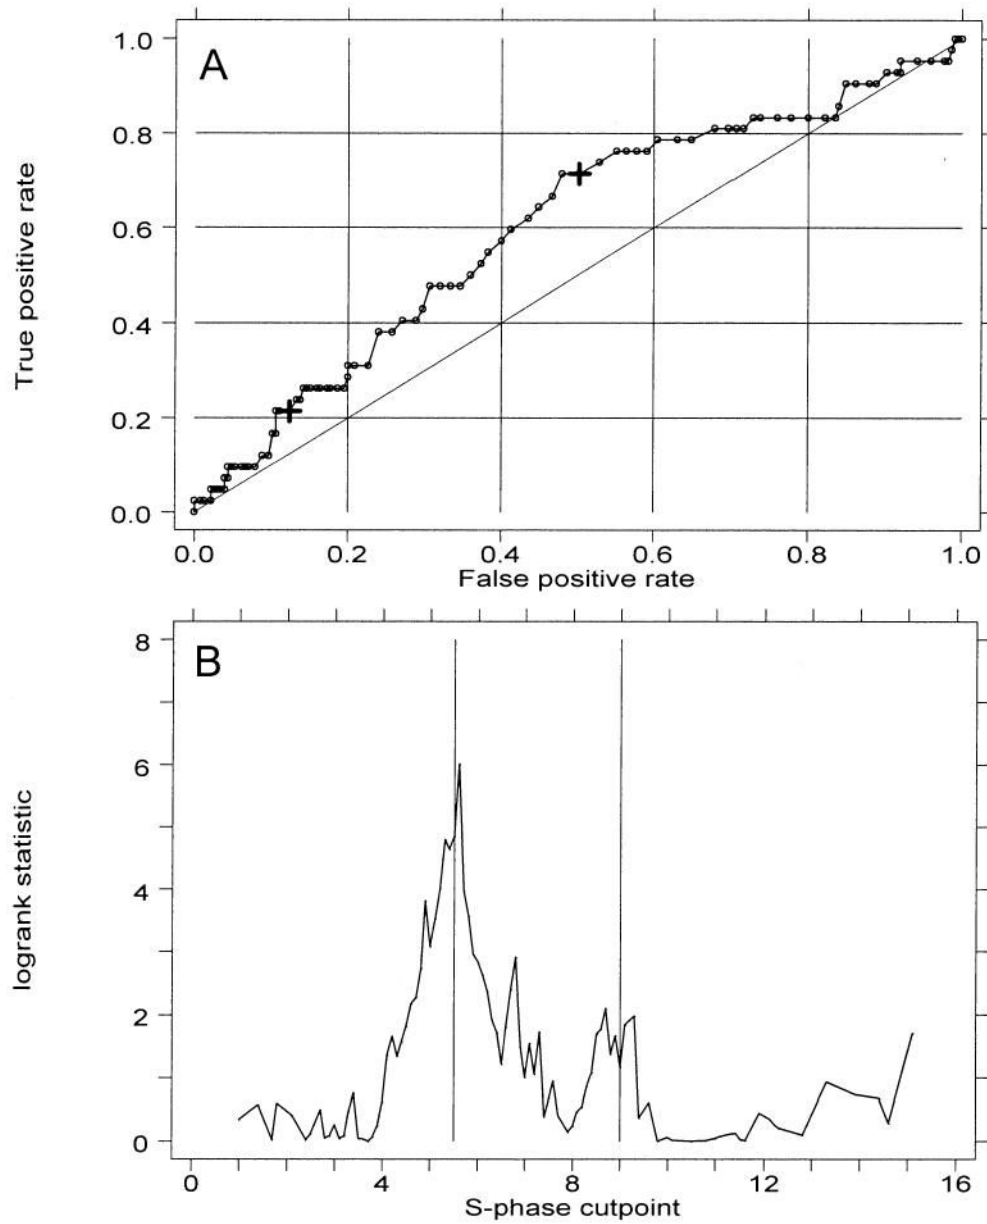 A
True positive rate
1.0
0.8
0.6
0.4
0.2
0.0
0.0 0.2 0.4 0.6 0.8 1.0
False positive rate
B
logrank statistic
8
6
4
2
0
0 4 8 12 16
S-phase cutpoint